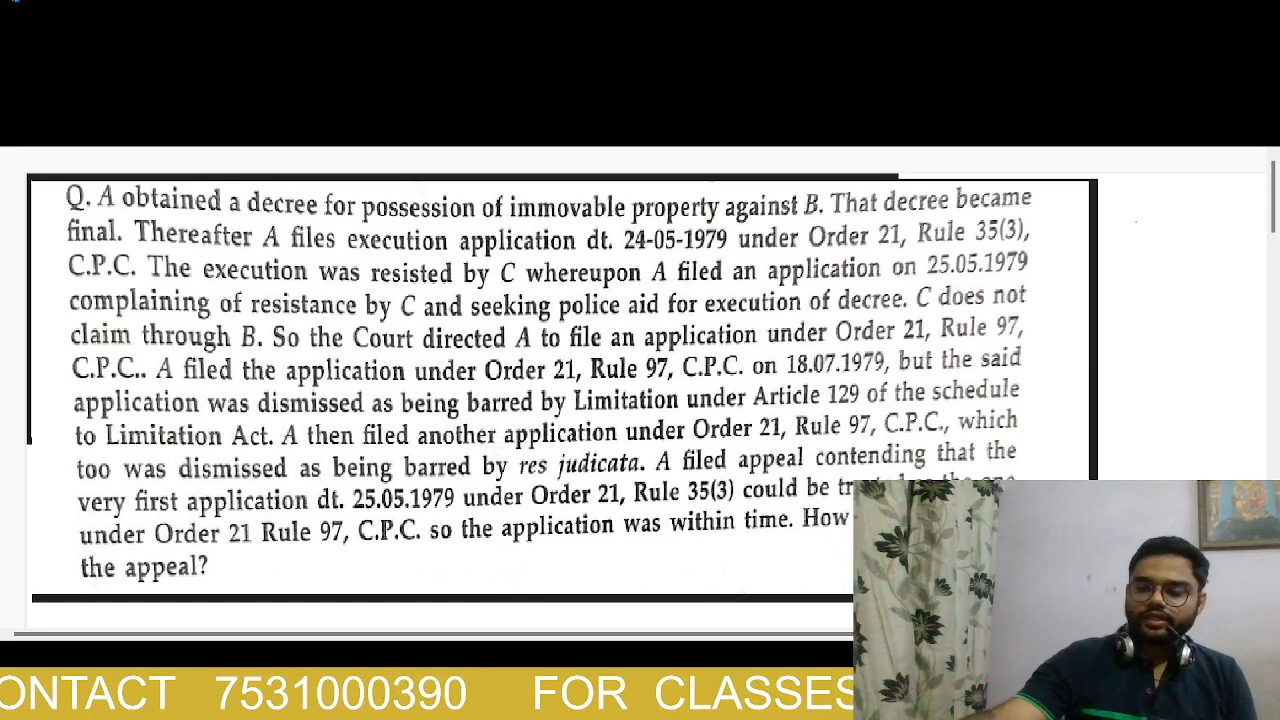 Q. A obtained a decree for possession of immovable property against B. That decree became
final. Thereafter A files execution application dt. 24-05-1979 under Order 21, Rule 35(3),
C.P.C. The execution was resisted by C whereupon A filed an application on 25.05.1979
complaining of resistance by C and seeking police aid for execution of decree. C does not
claim through B. So the Court directed A to file an application under Order 21, Rule 97,
C.P.C.. A filed the application under Order 21, Rule 97, C.P.C. on 18.07.1979, but the said
application was dismissed as being barred by Limitation under Article 129 of the schedule
to Limitation Act. A then filed another application under Order 21, Rule 97, C.P.C., which
too was dismissed as being barred by res judicata. A filed appeal contending that the
very first application dt. 25.05.1979 under Order 21, Rule 35(3) could be
under Order 21 Rule 97, C.P.C. so the application was within time. How
the appeal?
ONTACT 7531000390 FOR CLASSES